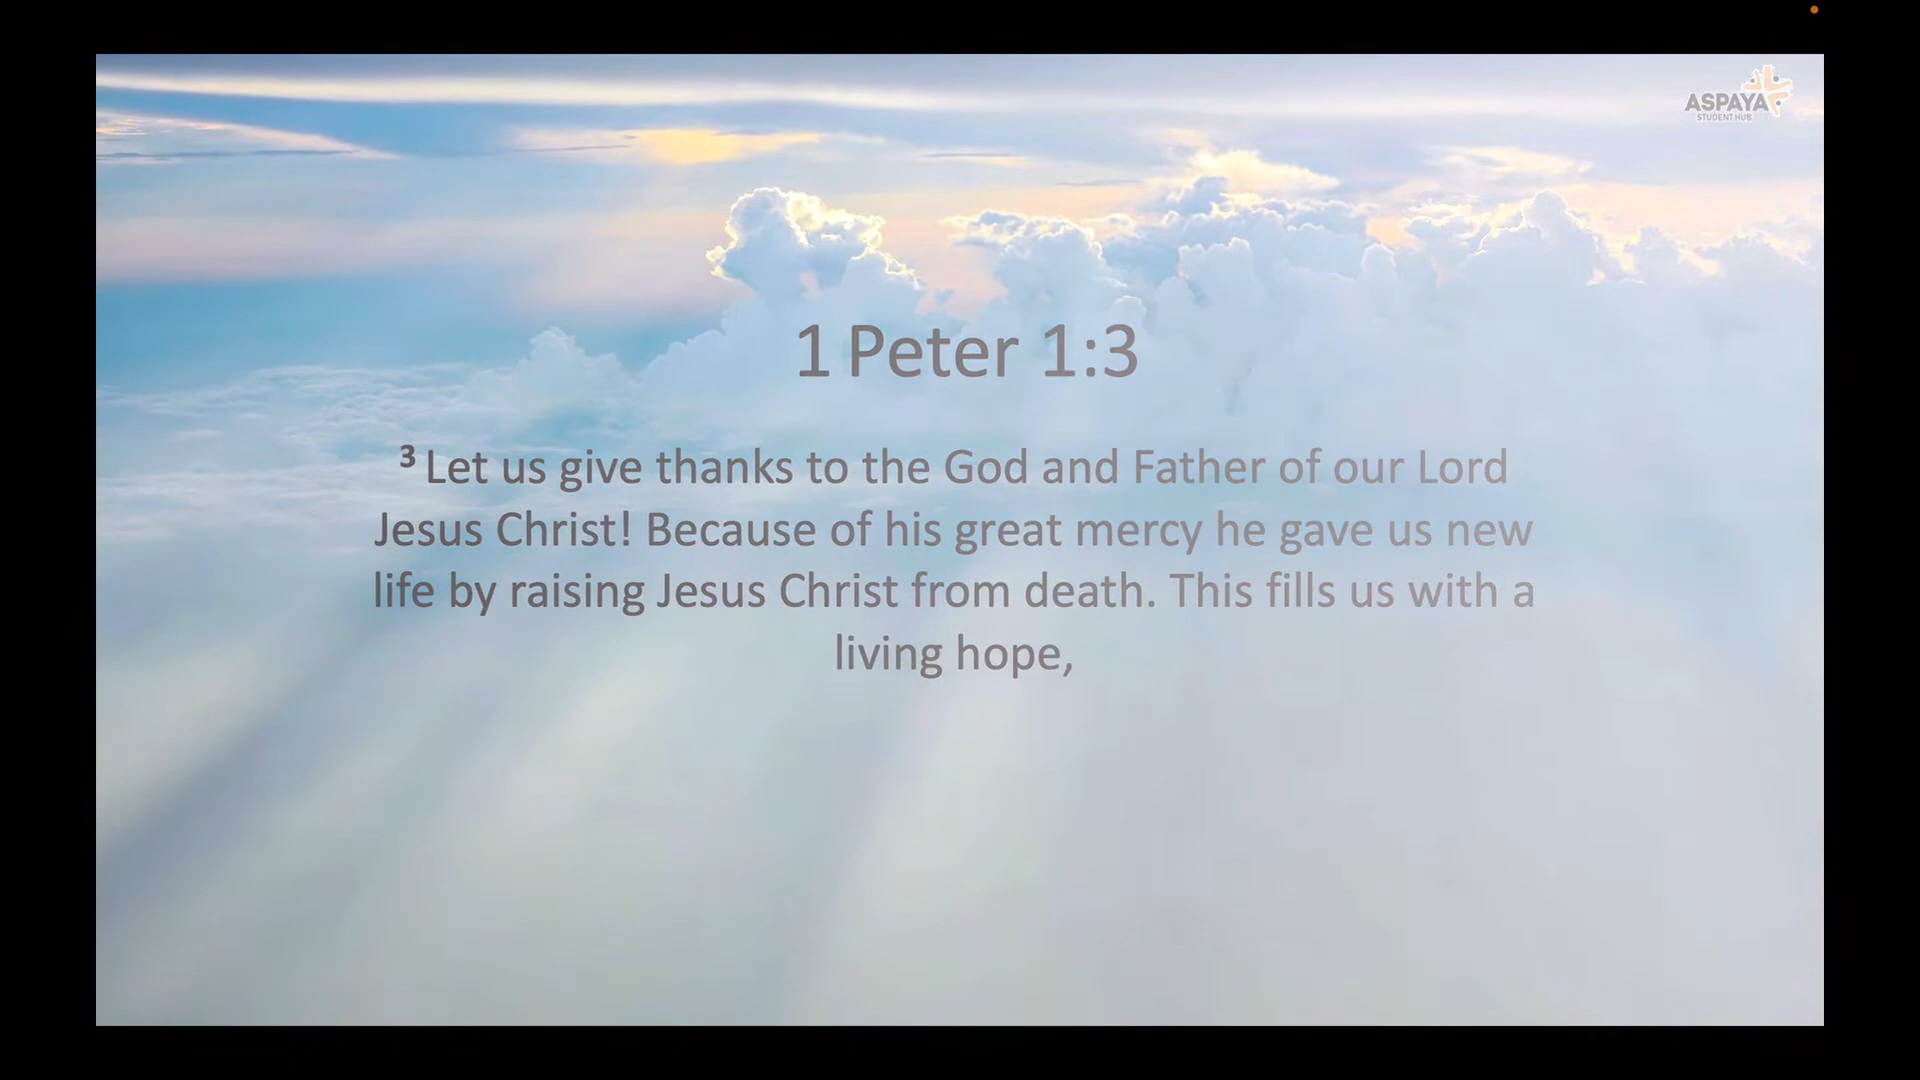 ASPAYA
STUDENT HUB
1 Peter 1:3
³ Let us give thanks to the God and Father of our Lord
Jesus Christ! Because of his great mercy he gave us new
life by raising Jesus Christ from death. This fills us with a
living hope,